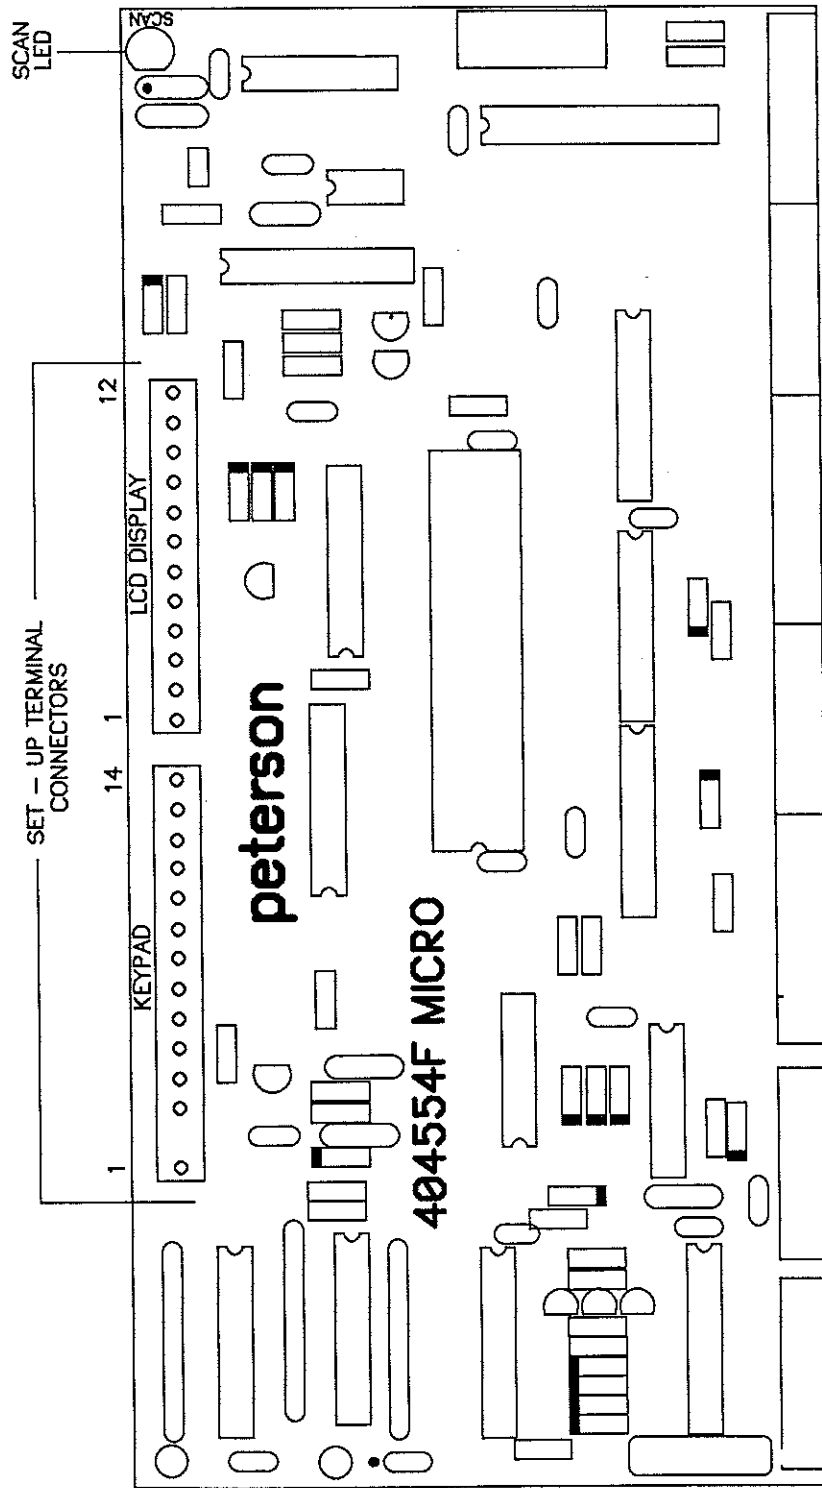 SCAN
LED
SCAN
SET - UP TERMINAL
CONNECTORS
1
KEYPAD
14
1
LCD DISPLAY
12
peterson
404554F MICRO